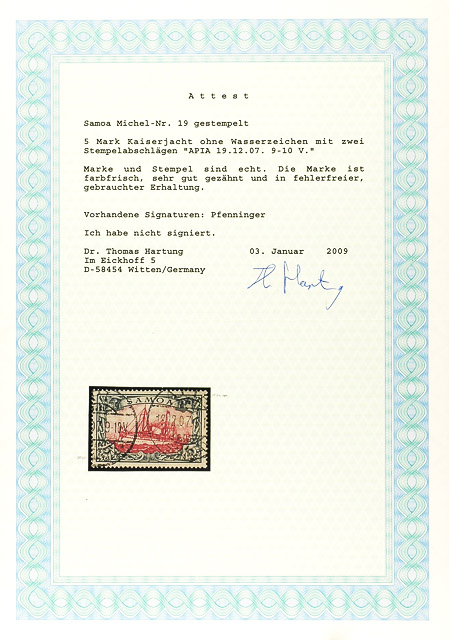 Attest
Samoa Michel-Nr. 19 gestempelt
5 Mark Kaiserjacht ohne Wasserzeichen mit zwei
Stempelabschlägen "APIA 19.12.07. 9-10 V."
Marke und Stempel sind echt. Die Marke ist
farbfrisch, sehr gut gezähnt und in fehlerfreier,
gebrauchter Erhaltung.
Vorhandene Signaturen: Pfenninger
Ich habe nicht signiert.
Dr. Thomas Hartung 03. Januar 2009
Im Eickhoff 5
D-58454 Witten/Germany
SAMOA